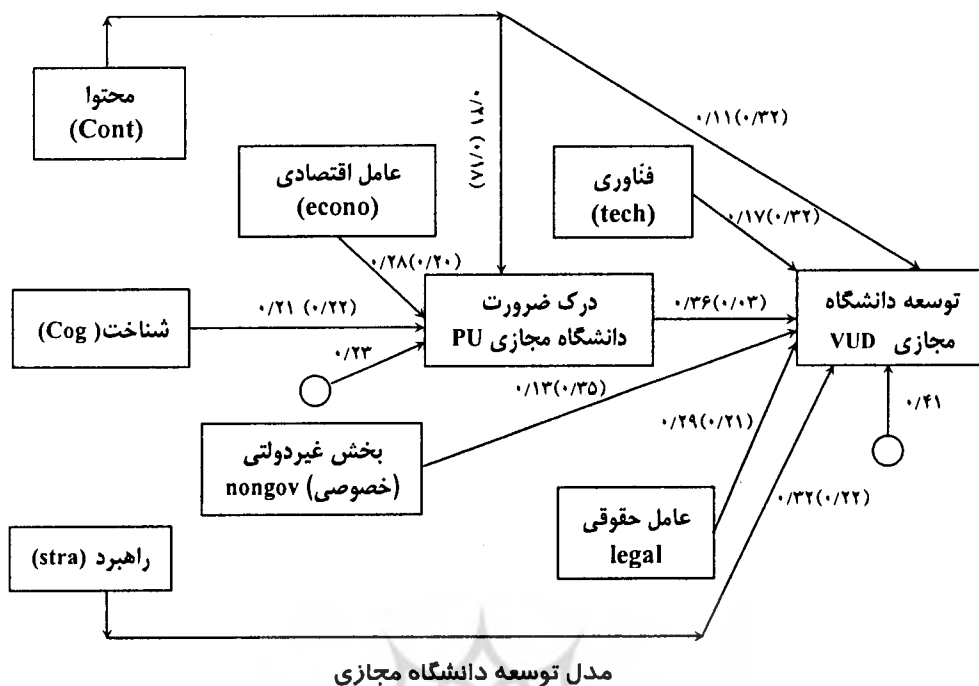 محتوا
(Cont)
۰/۲۱ (۰/۱۸)
۰/۱۱(۰/۳۲)
عامل اقتصادی
(econo)
فنّاوری
(tech)
۰/۱۷(۰/۳۲)
۰/۲۸(۰/۲۰)
شناخت( Cog)
۰/۲۱ (۰/۲۲)
درک ضرورت
دانشگاه مجازی PU
۰/۳۶(۰/۰۳)
توسعه دانشگاه
مجازی VUD
۰/۲۳
۰/۱۳(۰/۳۵)
۰/۲۹(۰/۲۱)
۰/۴۱
بخش غیردولتی
(خصوصی) nongov
۰/۳۲(۰/۲۲)
عامل حقوقی
legal
راهبرد (stra)
مدل توسعه دانشگاه مجازی